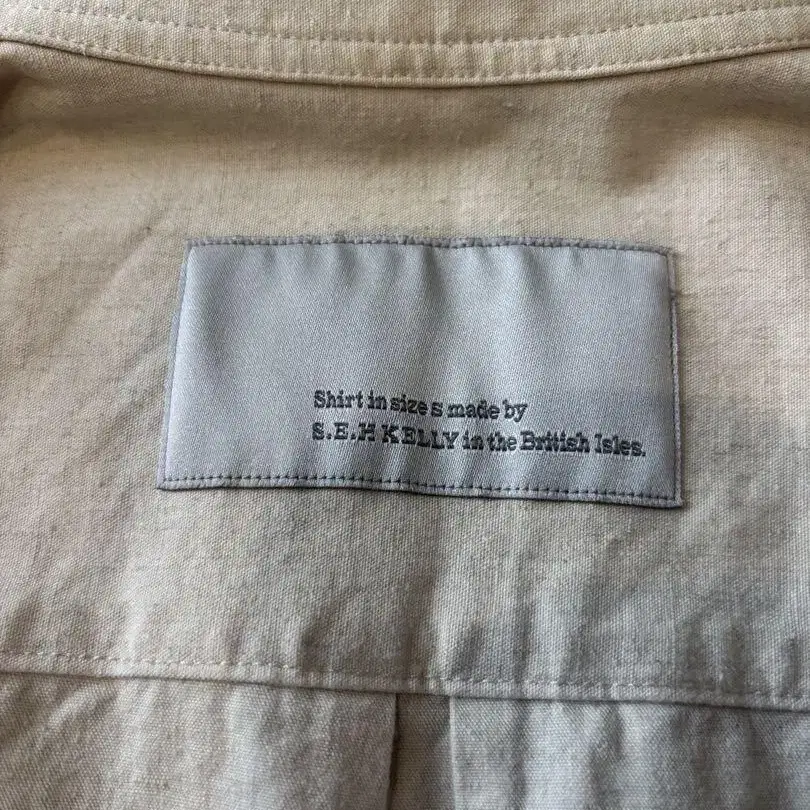 Shirt in size s made by
S.E.H KELLY in the British Isles.